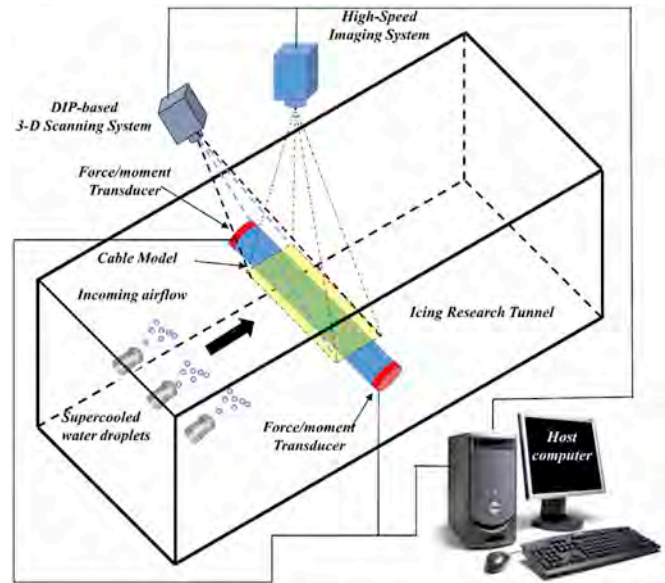 High-Speed
Imaging System
DIP-based
3-D Scanning System
Force/moment
Transducer
Cable Model
Incoming airflow
Icing Research Tunnel
Supercooled
water droplets
Force/moment
Transducer
Host
computer